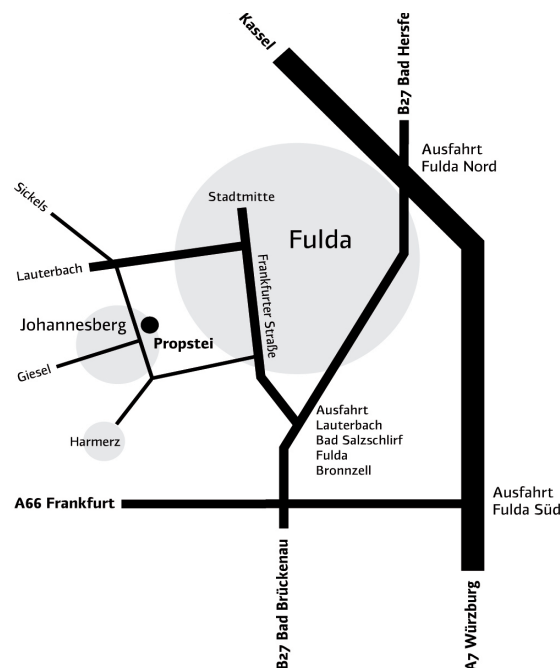 Kassel
B27 Bad Hersfe
Ausfahrt
Fulda Nord
Sickels
Stadtmitte
Fulda
Lauterbach
Frankfurter Straße
Johannesberg
Propstei
Giesel
Harmerz
Ausfahrt
Lauterbach
Bad Salzschlirf
Fulda
Bronnzell
A66 Frankfurt
Ausfahrt
Fulda Süd
B27 Bad Brückenau
A7 Würzburg